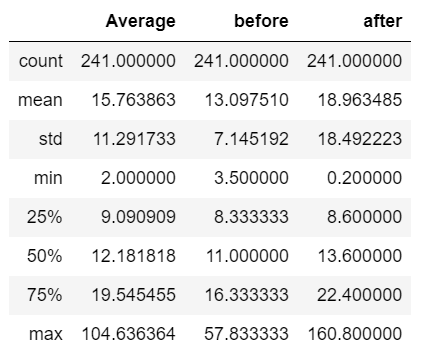 Average before after
count 241.000000 241.000000 241.000000
mean 15.763863 13.097510 18.963485
std 11.291733 7.145192 18.492223
min 2.000000 3.500000 0.200000
25% 9.090909 8.333333 8.600000
50% 12.181818 11.000000 13.600000
75% 19.545455 16.333333 22.400000
max 104.636364 57.833333 160.800000